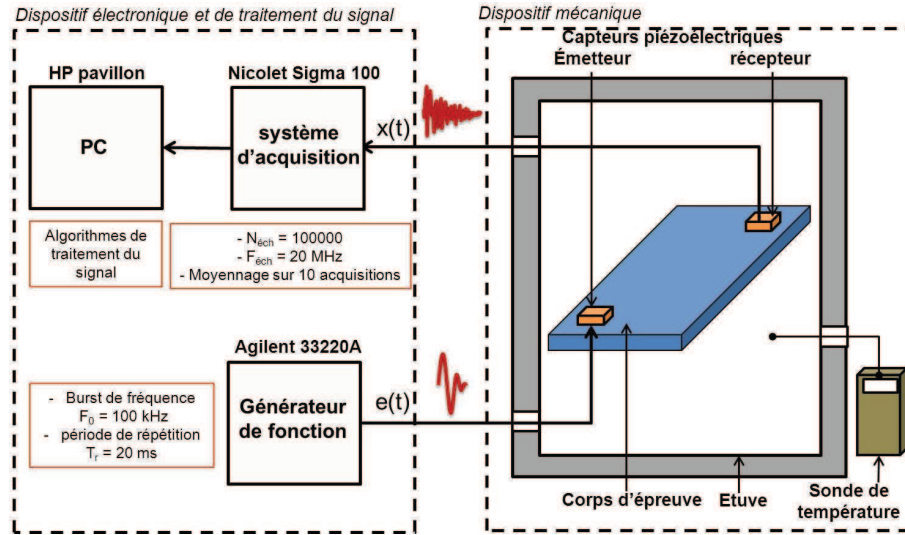 Dispositif électronique et de traitement du signal
HP pavillon
Nicolet Sigma 100
PC
système
d'acquisition
x(t)
Algorithmes de
traitement du
signal
- Néch = 100000
- Féch = 20 MHz
- Moyennage sur 10 acquisitions
Agilent 33220A
- Burst de fréquence
F0 = 100 kHz
- période de répétition
Tr = 20 ms
Générateur
de fonction
e(t)
Dispositif mécanique
Capteurs piézoélectriques
Émetteur
récepteur
Corps d'épreuve
Etuve
Sonde de
température